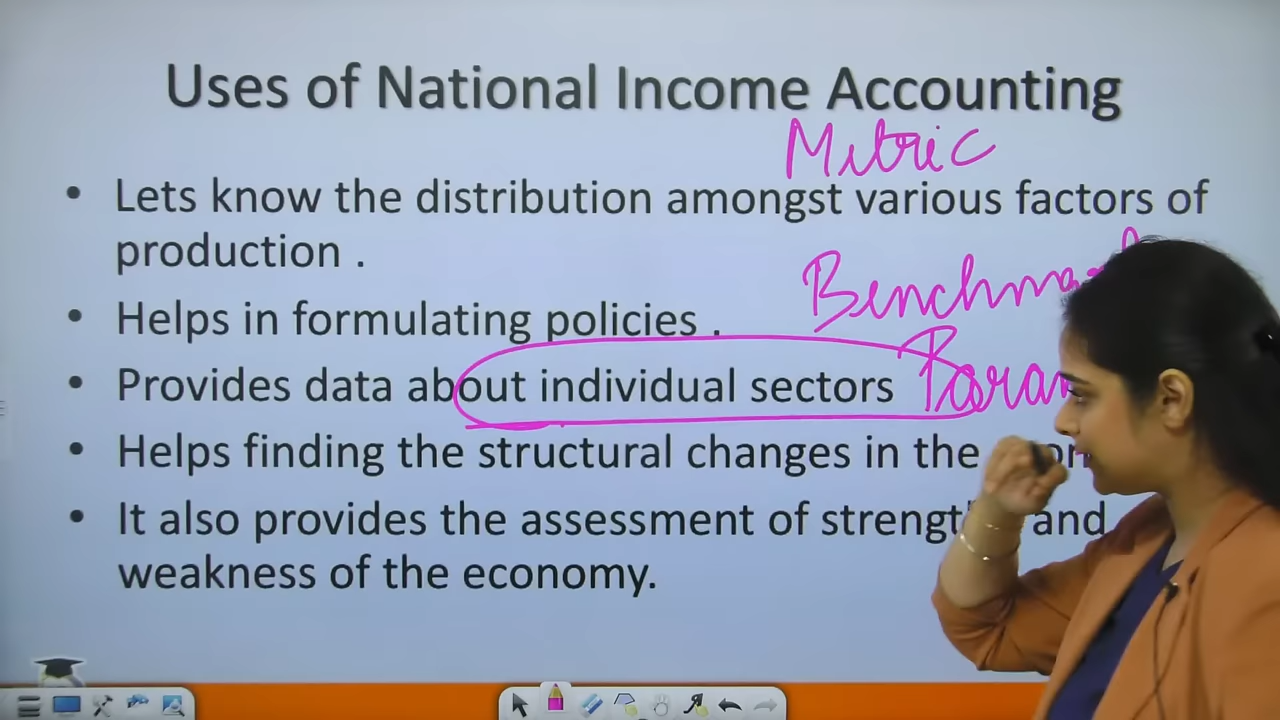 Uses of National Income Accounting
Metric
• Lets know the distribution amongst various factors of
production .
• Helps in formulating policies .
• Provides data about individual sectors
• Helps finding the structural changes in the
• It also provides the assessment of strength and
weakness of the economy.